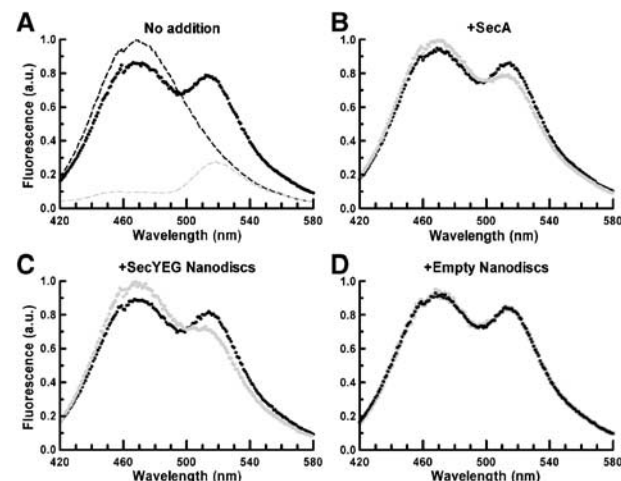 A
No addition
Fluorescence (a.u.)
1.0
0.8
0.6
0.4
0.2
0.0
420 460 500 540 580
Wavelength (nm)
B
+SecA
Fluorescence (a.u.)
1.0
0.8
0.6
0.4
0.2
0.0
420 460 500 540 580
Wavelength (nm)
C
+SecYEG Nanodiscs
Fluorescence (a.u.)
1.0
0.8
0.6
0.4
0.2
0.0
420 460 500 540 580
Wavelength (nm)
D
+Empty Nanodiscs
Fluorescence (a.u.)
1.0
0.8
0.6
0.4
0.2
0.0
420 460 500 540 580
Wavelength (nm)